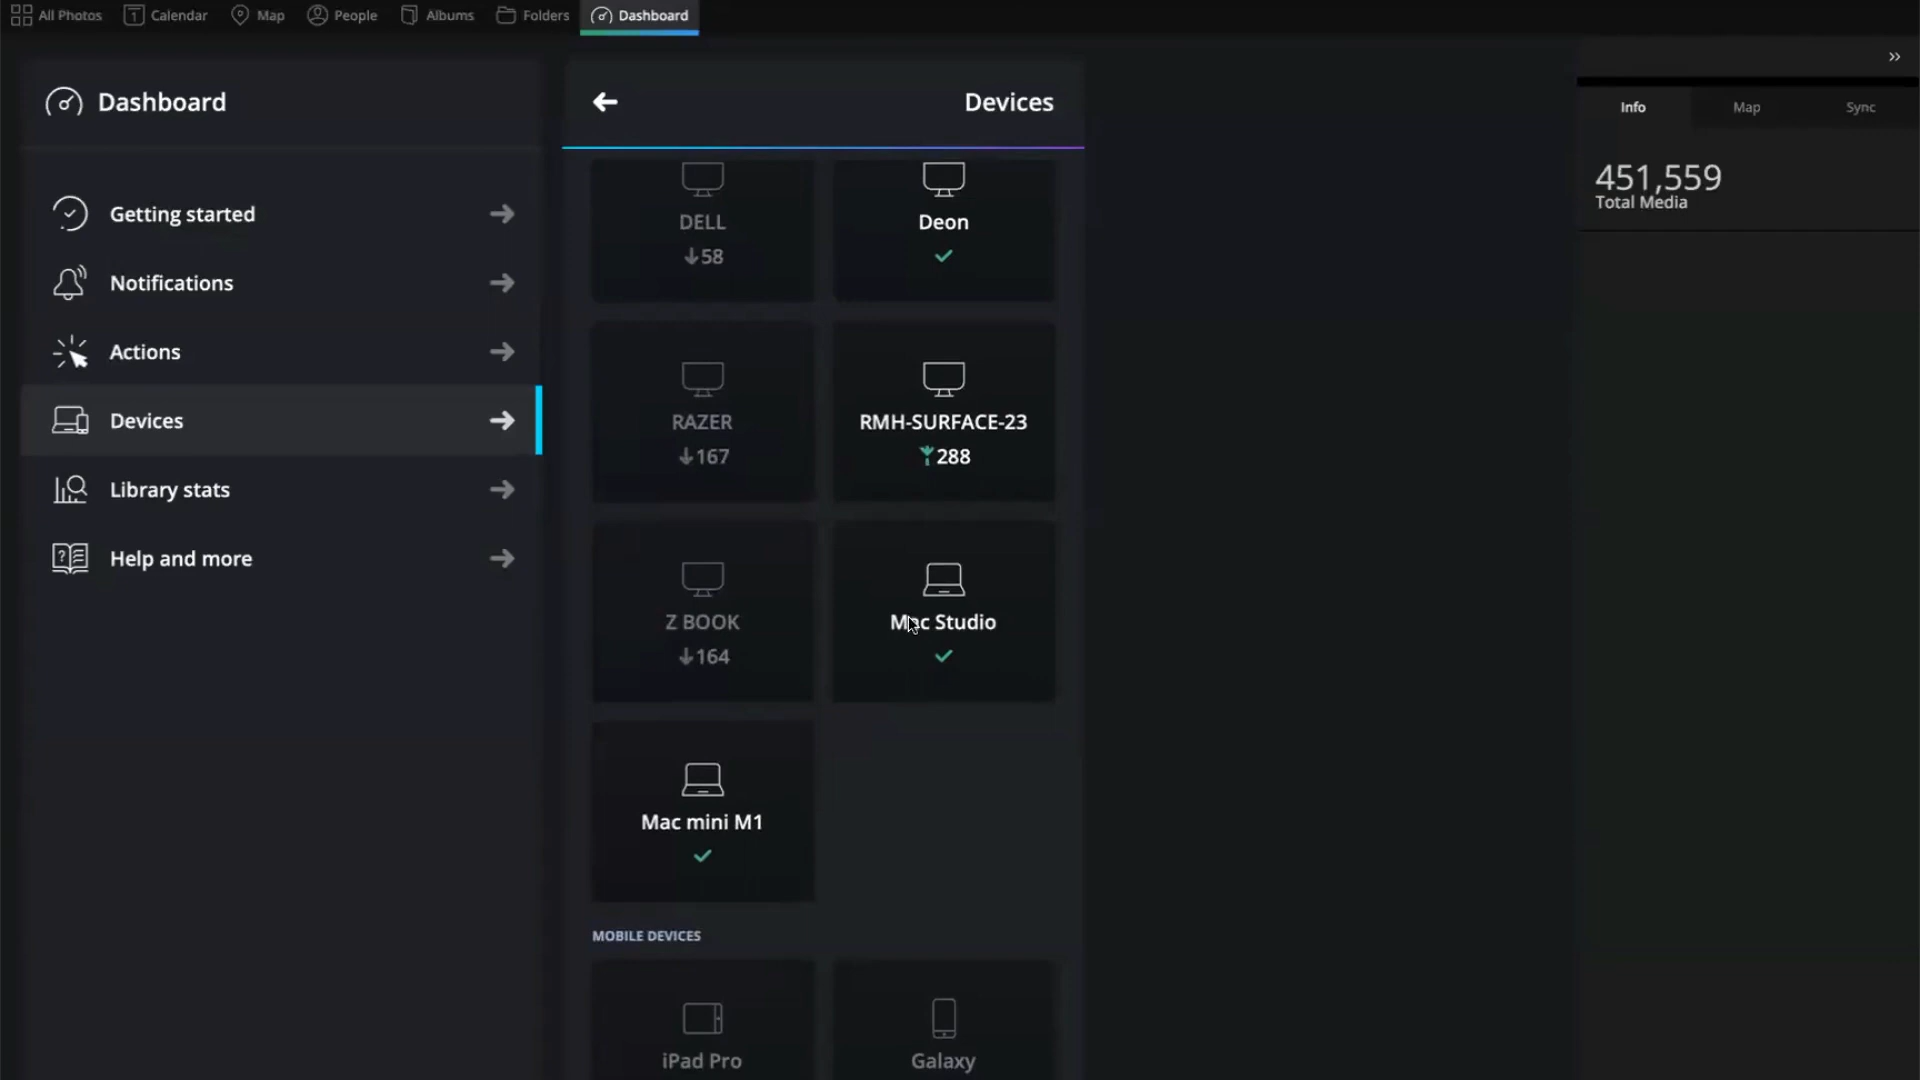 All Photos
1 Calendar
Map
People
Albums
Folders
Dashboard
Dashboard
Getting started
Notifications
Actions
Devices
Library stats
Help and more
Devices
DELL
58
Deon
RAZER
167
RMH-SURFACE-23
288
Z BOOK
164
Mac Studio
Mac mini M1
MOBILE DEVICES
iPad Pro
Galaxy
Info
Map
Sync
451,559
Total Media